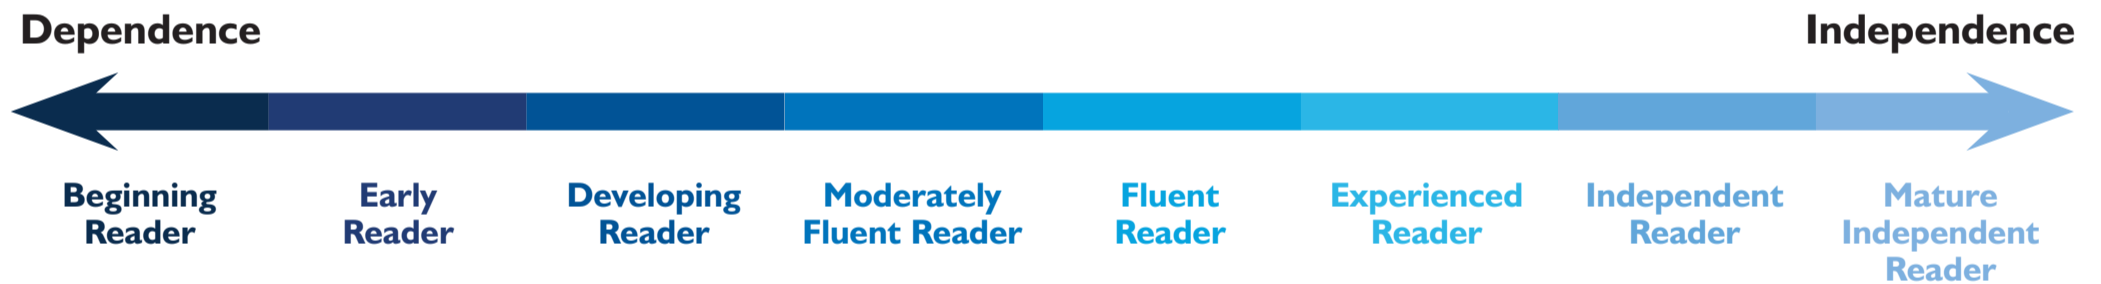 Dependence
Independence
Beginning
Reader
Early
Reader
Developing
Reader
Moderately
Fluent Reader
Fluent
Reader
Experienced
Reader
Independent
Reader
Mature
Independent
Reader